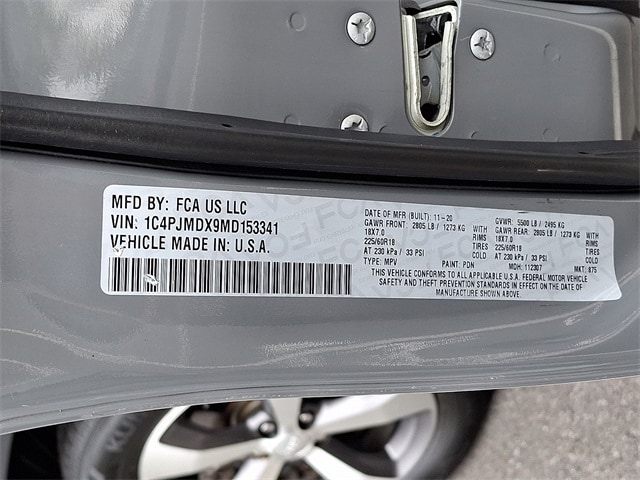 MFD BY: FCA US LLC
VIN: 1C4PJMDX9MD153341
VEHICLE MADE IN U.S.A.
DATE OF MFR (BUILT): 11-20 GVWR: 5500 LB / 2495 KG
GAWR FRONT: 2805 LB / 1273 KG GAWR REAR: 2805 LB / 1273 KG
18X7.0 RIMS 18X7.0 RIMS
225/60R18 TIRES 225/60R18 TIRES
AT 230 kPa / 33 PSI COLD AT 230 kPa / 33 PSI COLD
TYPE: MPV PAINT: PDN MDH: 112307 MKT: 875
THIS VEHICLE CONFORMS TO ALL APPLICABLE U.S.A. FEDERAL MOTOR VEHICLE
SAFETY AND THEFT PREVENTION STANDARDS IN EFFECT ON THE DATE OF
MANUFACTURE SHOWN ABOVE.